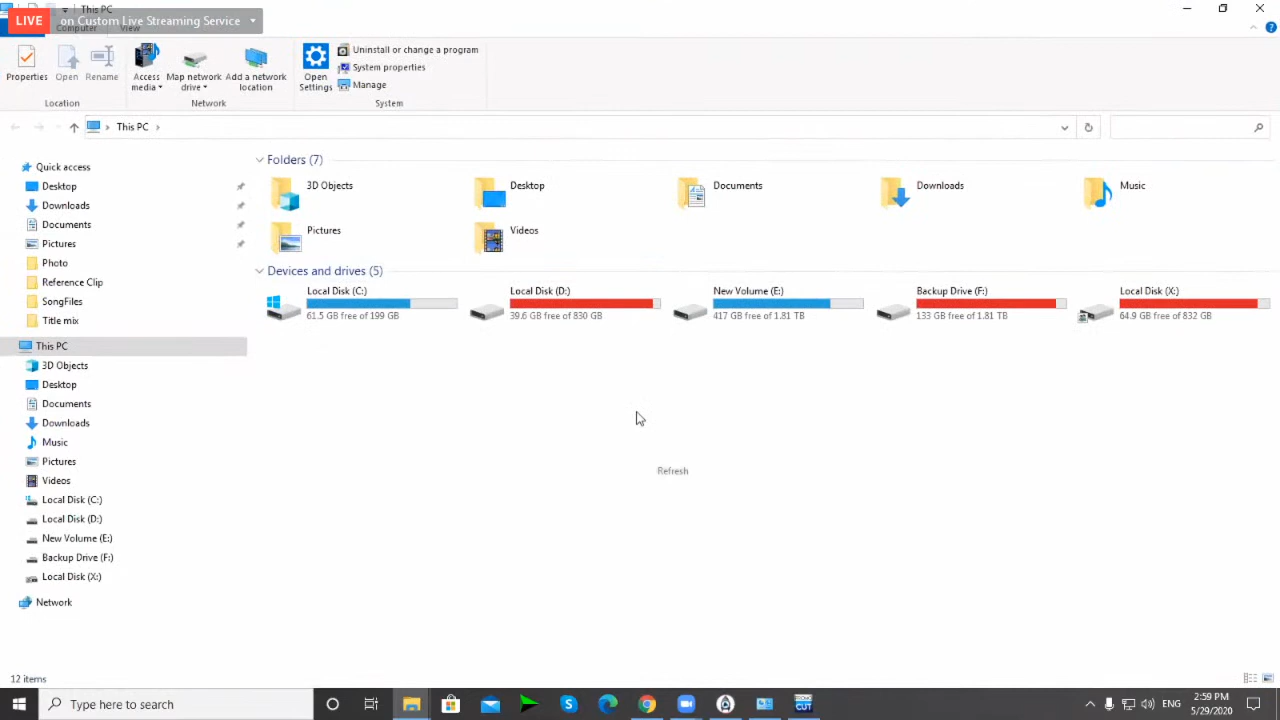 This PC
LIVE
on Custom Live Streaming Service
Computer
View
Properties
Open
Rename
Access media
Map network drive
Add a network location
Open Settings
Uninstall or change a program
System properties
Manage
Location
Network
System
This PC
Quick access
Desktop
Downloads
Documents
Pictures
Photo
Reference Clip
SongFiles
Title mix
This PC
3D Objects
Desktop
Documents
Downloads
Music
Pictures
Videos
Local Disk (C:)
Local Disk (D:)
New Volume (E:)
Backup Drive (F:)
Local Disk (X:)
Network
Folders (7)
3D Objects
Desktop
Documents
Downloads
Music
Pictures
Videos
Devices and drives (5)
Local Disk (C:)
61.5 GB free of 199 GB
Local Disk (D:)
39.6 GB free of 830 GB
New Volume (E:)
417 GB free of 1.81 TB
Backup Drive (F:)
133 GB free of 1.81 TB
Local Disk (X:)
64.9 GB free of 832 GB
Refresh
12 items
Type here to search
CUT
ENG
2:59 PM
5/29/2020